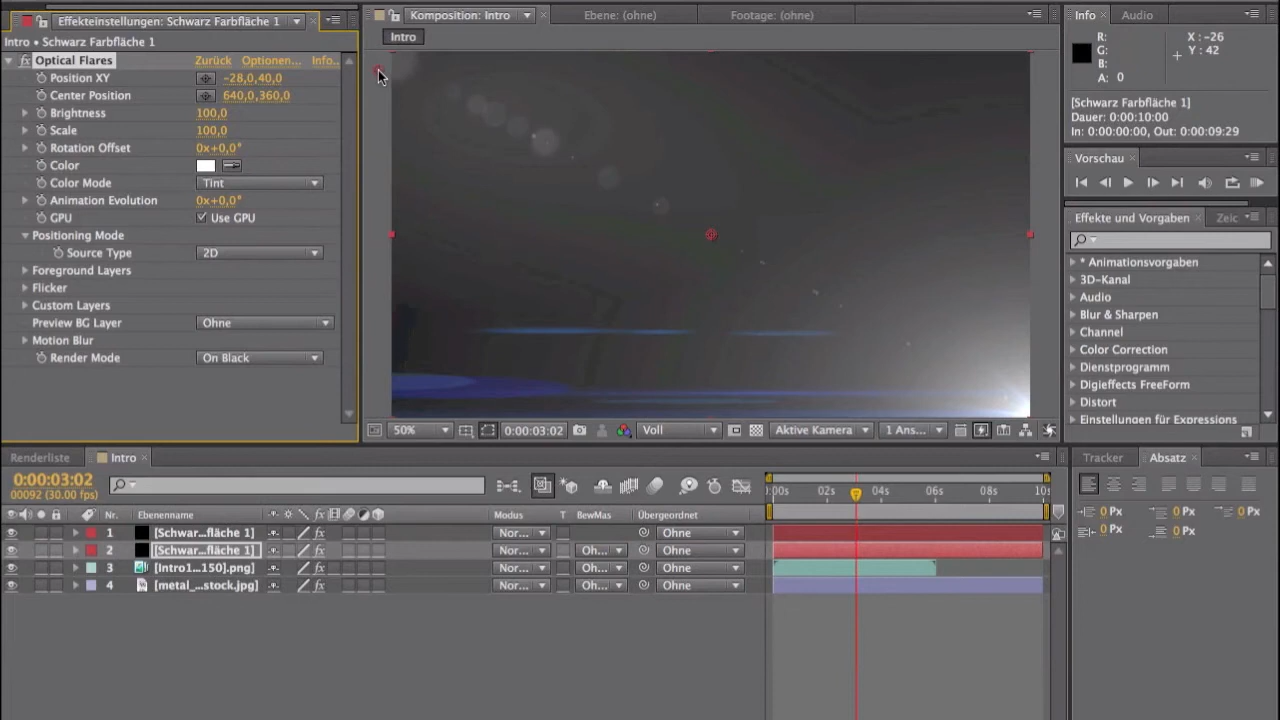 Effekteinstellungen: Schwarz Farbfläche 1
Intro • Schwarz Farbfläche 1
fx Optical Flares Zurück Optionen... Info..
Position XY -28,0,40,0
Center Position 640,0,360,0
Brightness 100,0
Scale 100,0
Rotation Offset 0x+0,0°
Color
Color Mode Tint
Animation Evolution 0x+0,0°
GPU Use GPU
Positioning Mode
Source Type 2D
Foreground Layers
Flicker
Custom Layers
Preview BG Layer Ohne
Motion Blur
Render Mode On Black
Komposition: Intro Ebene: (ohne) Footage: (ohne)
Intro
50% 0:00:03:02 Voll Aktive Kamera 1 Ans...
Info Audio
R: X : -26
G: Y : 42
B:
A: 0
[Schwarz Farbfläche 1]
Dauer: 0:00:10:00
In: 0:00:00:00, Out: 0:00:09:29
Vorschau
Effekte und Vorgaben Zeic
* Animationsvorgaben
3D-Kanal
Audio
Blur & Sharpen
Channel
Color Correction
Dienstprogramm
Digieffects FreeForm
Distort
Einstellungen für Expressions
Renderliste Intro
0:00:03:02
00092 (30.00 fps)
:00s 02s 04s 06s 08s 10s
Nr. Ebenenname fx Modus T BewMas Übergeordnet
1 [Schwar...fläche 1] fx Nor... Ohne
2 [Schwar...fläche 1] fx Nor... Oh... Ohne
3 [Intro1...150].png] Nor... Oh... Ohne
4 [metal_...stock.jpg] fx Nor... Oh... Ohne
Tracker Absatz
0 Px 0 Px 0 Px
0 Px 0 Px